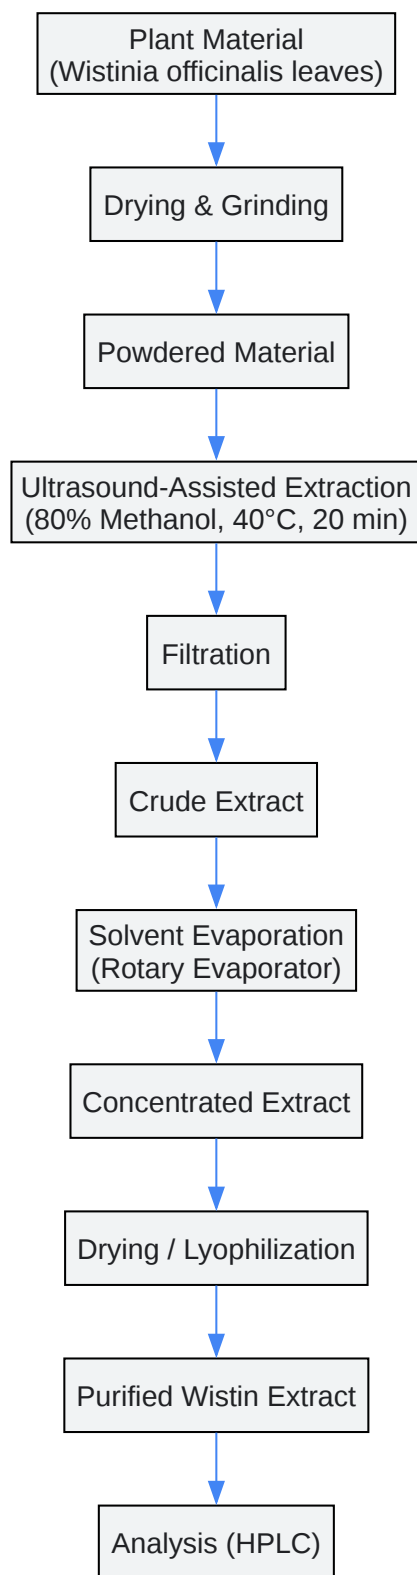 Plant Material
(Wistinia officinalis leaves)
Drying & Grinding
Powdered Material
Ultrasound-Assisted Extraction
(80% Methanol, 40°C, 20 min)
Filtration
Crude Extract
Solvent Evaporation
(Rotary Evaporator)
Concentrated Extract
Drying / Lyophilization
Purified Wistin Extract
Analysis (HPLC)